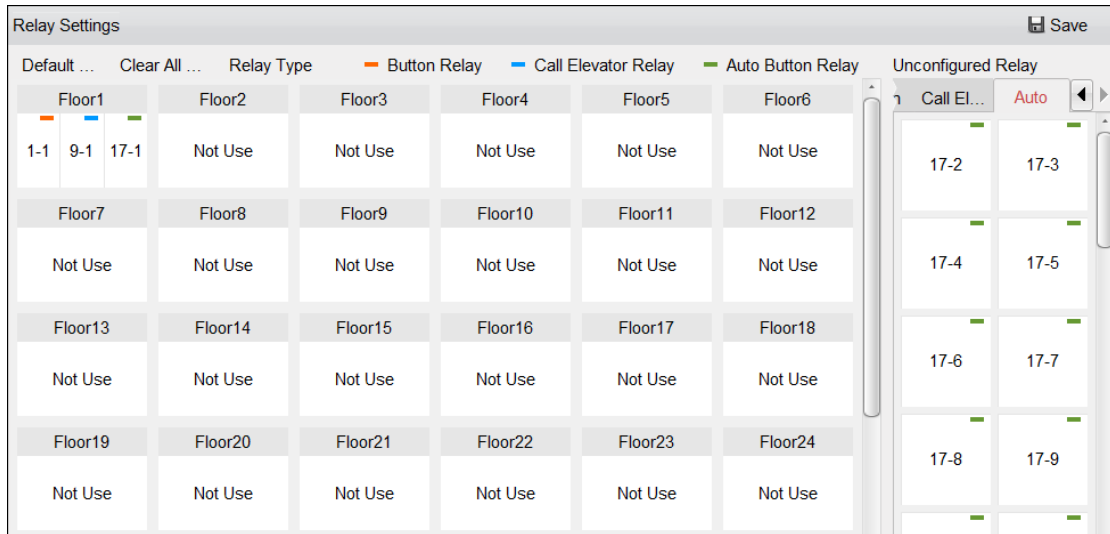 Relay Settings Save
Default ... Clear All ... Relay Type Button Relay Call Elevator Relay Auto Button Relay Unconfigured Relay
Floor1 Floor2 Floor3 Floor4 Floor5 Floor6 Call El... Auto
1-1 9-1 17-1 Not Use Not Use Not Use Not Use Not Use 17-2 17-3
Floor7 Floor8 Floor9 Floor10 Floor11 Floor12
Not Use Not Use Not Use Not Use Not Use Not Use 17-4 17-5
Floor13 Floor14 Floor15 Floor16 Floor17 Floor18
Not Use Not Use Not Use Not Use Not Use Not Use 17-6 17-7
Floor19 Floor20 Floor21 Floor22 Floor23 Floor24
17-8 17-9
Not Use Not Use Not Use Not Use Not Use Not Use